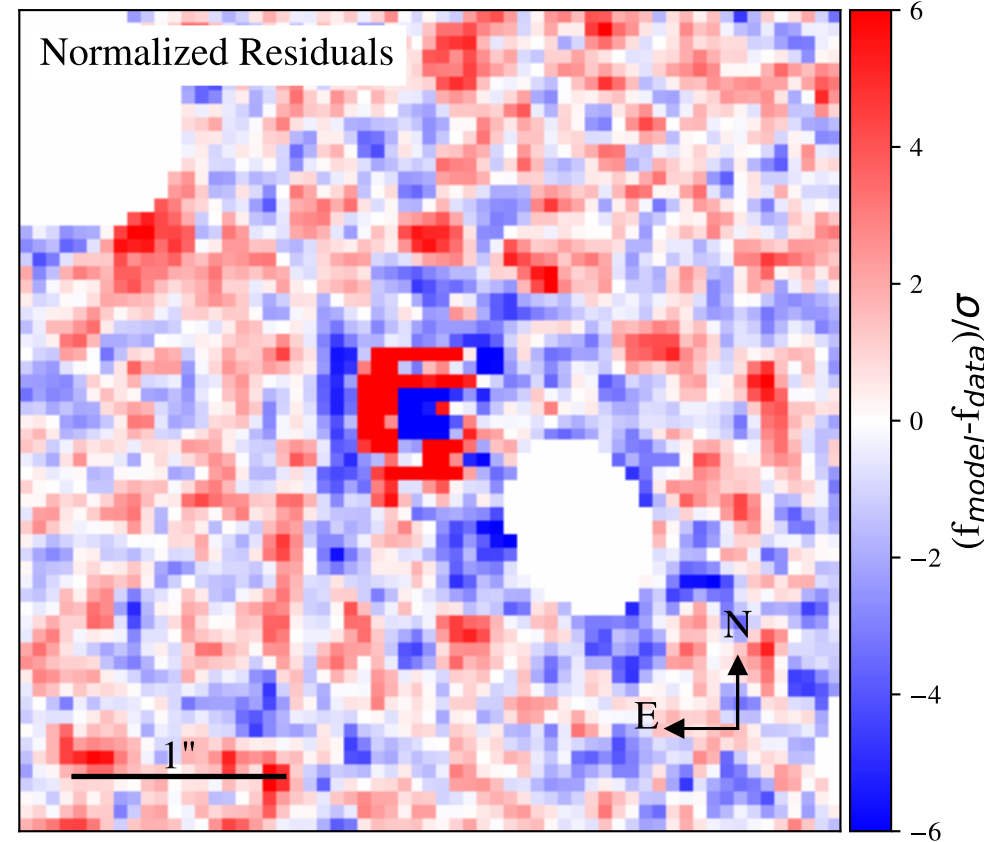 Normalized Residuals
6
4
2
0
−2
−4
−6
(f_model-f_data)/σ
N
E
1"